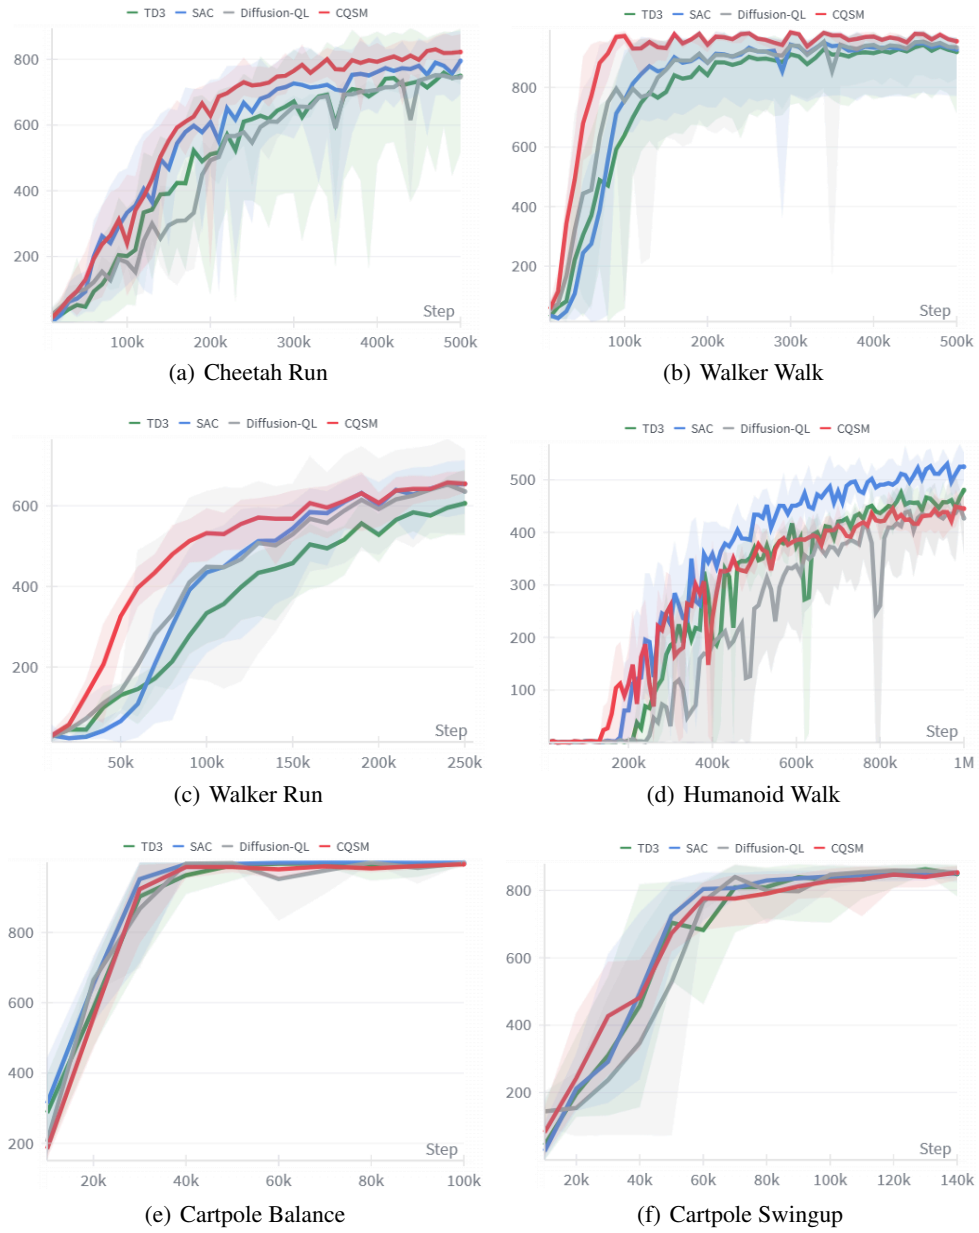 TD3 SAC Diffusion-QL CQSM
800
600
400
200
Step
100k 200k 300k 400k 500k
(a) Cheetah Run
TD3 SAC Diffusion-QL CQSM
800
600
400
200
Step
100k 200k 300k 400k 500k
(b) Walker Walk
TD3 SAC Diffusion-QL CQSM
600
400
200
Step
50k 100k 150k 200k 250k
(c) Walker Run
TD3 SAC Diffusion-QL CQSM
500
400
300
200
100
Step
200k 400k 600k 800k 1M
(d) Humanoid Walk
TD3 SAC Diffusion-QL CQSM
800
600
400
200
Step
20k 40k 60k 80k 100k
(e) Cartpole Balance
TD3 SAC Diffusion-QL CQSM
800
600
400
200
Step
20k 40k 60k 80k 100k 120k 140k
(f) Cartpole Swingup